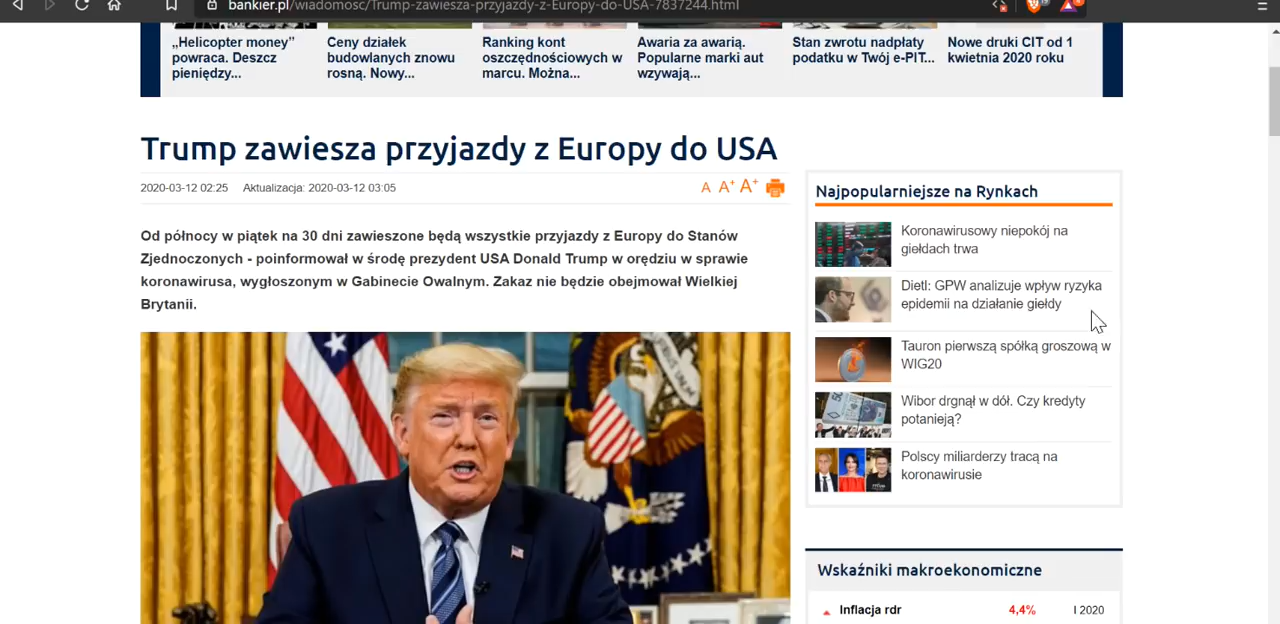 bankier.pl/wiadomosc/Trump-zawiesza-przyjazdy-z-Europy-do-USA-7837244.html
„Helicopter money”
powraca. Deszcz
pieniędzy...
Ceny działek
budowlanych znowu
rosną. Nowy...
Ranking kont
oszczędnościowych w
marcu. Można...
Awaria za awarią.
Popularne marki aut
wzywają...
Stan zwrotu nadpłaty
podatku w Twój e-PIT...
Nowe druki CIT od 1
kwietnia 2020 roku
Trump zawiesza przyjazdy z Europy do USA
2020-03-12 02:25 Aktualizacja: 2020-03-12 03:05
A A+ A+
Od północy w piątek na 30 dni zawieszone będą wszystkie przyjazdy z Europy do Stanów
Zjednoczonych - poinformował w środę prezydent USA Donald Trump w orędziu w sprawie
koronawirusa, wygłoszonym w Gabinecie Owalnym. Zakaz nie będzie obejmował Wielkiej
Brytanii.
Najpopularniejsze na Rynkach
Koronawirusowy niepokój na
giełdach trwa
Dietl: GPW analizuje wpływ ryzyka
epidemii na działanie giełdy
Tauron pierwszą spółką groszową w
WIG20
Wibor drgnął w dół. Czy kredyty
potanieją?
Polscy miliarderzy tracą na
koronawirusie
Wskaźniki makroekonomiczne
Inflacja rdr 4,4% I 2020